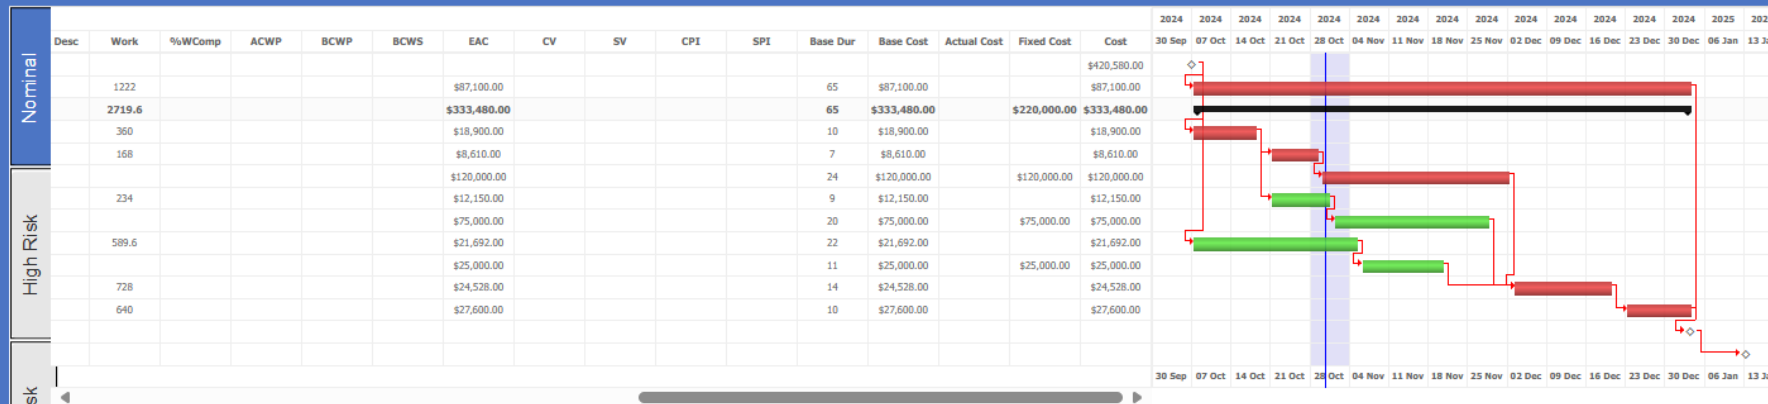 2024 2024 2024 2024 2024 2024 2024 2024 2024 2024 2024 2024 2024 2024 2025
Desc Work %WComp ACWP BCWP BCWS EAC CV SV CPI SPI Base Dur Base Cost Actual Cost Fixed Cost Cost 30 Sep 07 Oct 14 Oct 21 Oct 28 Oct 04 Nov 11 Nov 18 Nov 25 Nov 02 Dec 09 Dec 16 Dec 23 Dec 30 Dec 06 Jan
Nominal
$420,580.00
1222 $87,100.00 65 $87,100.00 $87,100.00
2719.6 $333,480.00 65 $333,480.00 $220,000.00 $333,480.00
360 $18,900.00 10 $18,900.00 $18,900.00
168 $8,610.00 7 $8,610.00 $8,610.00
$120,000.00 24 $120,000.00 $120,000.00 $120,000.00
High Risk
234 $12,150.00 9 $12,150.00 $12,150.00
$75,000.00 20 $75,000.00 $75,000.00 $75,000.00
589.6 $21,692.00 22 $21,692.00 $21,692.00
$25,000.00 11 $25,000.00 $25,000.00 $25,000.00
728 $24,528.00 14 $24,528.00 $24,528.00
640 $27,600.00 10 $27,600.00 $27,600.00
30 Sep 07 Oct 14 Oct 21 Oct 28 Oct 04 Nov 11 Nov 18 Nov 25 Nov 02 Dec 09 Dec 16 Dec 23 Dec 30 Dec 06 Jan